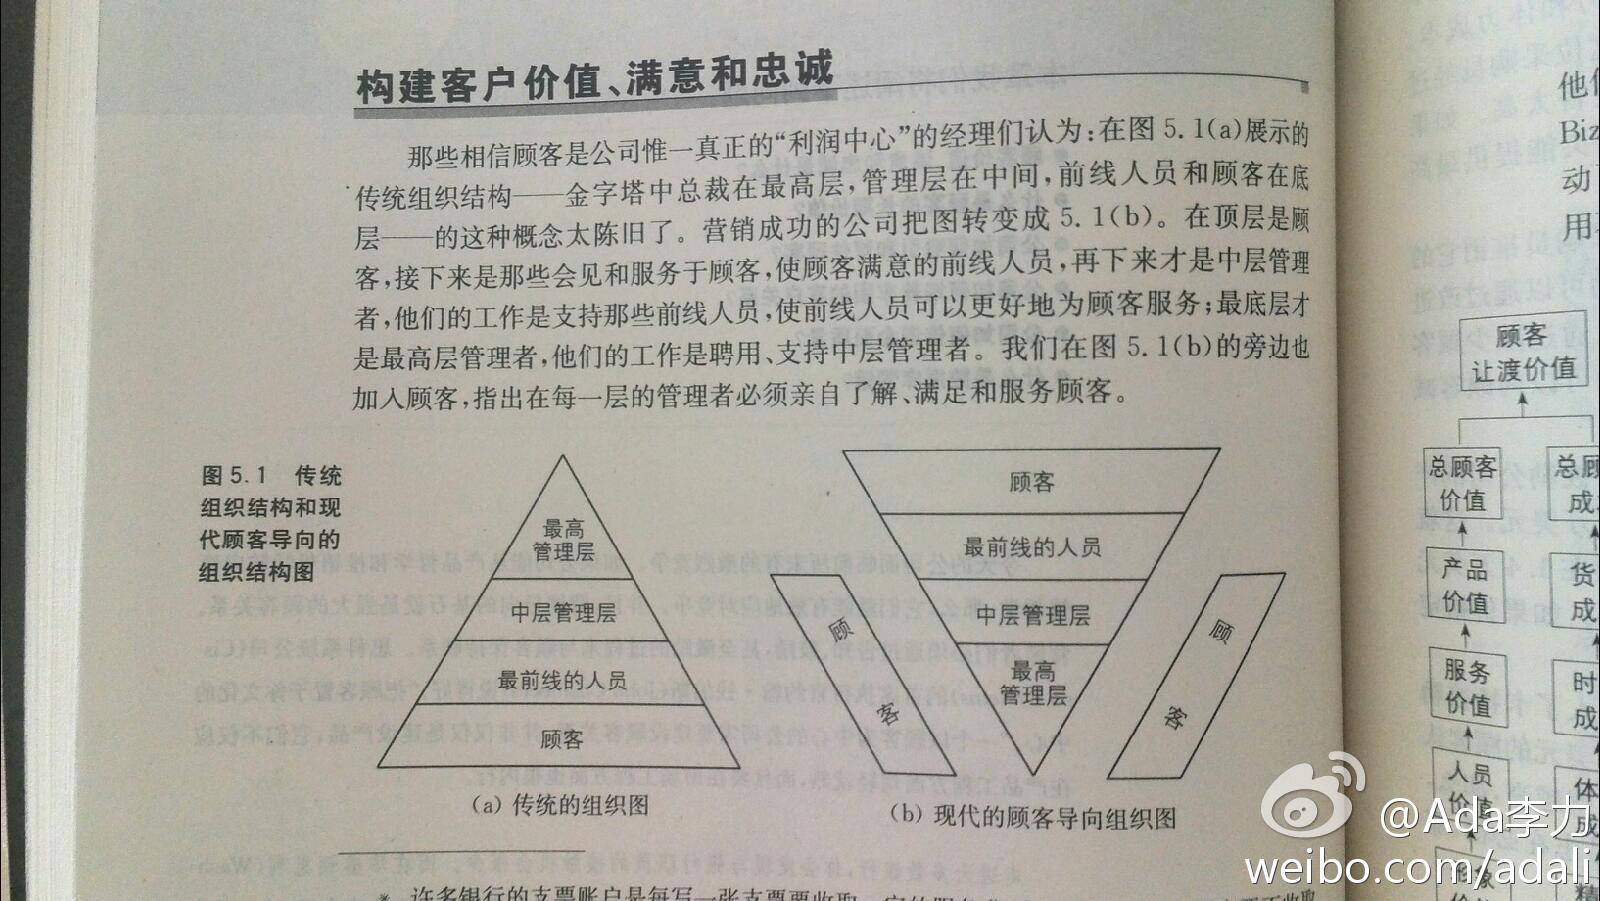 构建客户价值、满意和忠诚
那些相信顾客是公司惟一真正的“利润中心”的经理们认为：在图 5.1(a)展示的
传统组织结构——金字塔中总裁在最高层，管理层在中间，前线人员和顾客在底
层——的这种概念太陈旧了。营销成功的公司把图转变成 5.1(b)。在顶层是顾
客，接下来是那些会见和服务于顾客，使顾客满意的前线人员，再下来才是中层管理
者，他们的工作是支持那些前线人员，使前线人员可以更好地为顾客服务；最底层才
是最高层管理者，他们的工作是聘用、支持中层管理者。我们在图 5.1(b)的旁边也
加入顾客，指出在每一层的管理者必须亲自了解、满足和服务顾客。
图 5.1 传统
组织结构和现
代顾客导向的
组织结构图
最高
管理层
中层管理层
最前线的人员
顾客
(a) 传统的组织图
顾客
最前线的人员
中层管理层
最高
管理层
顾
客
顾
客
(b) 现代的顾客导向组织图
* 许多银行的支票账户是每写一张支票要收取
他
Biz
动
用
顾客
让渡价值
总顾客
价值
总顾
成
产品
价值
货
成
服务
价值
时
成
人员
价值
体
成
精
@Ada李力
weibo.com/adali